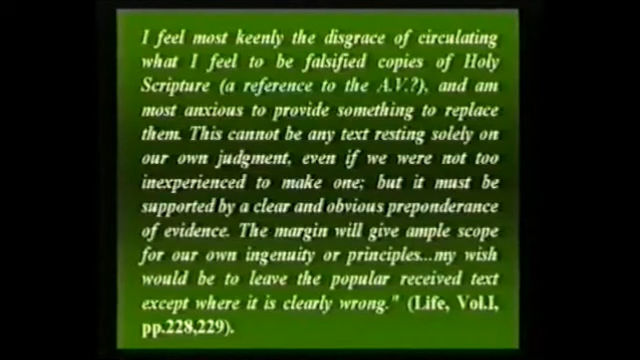 I feel most keenly the disgrace of circulating
what I feel to be falsified copies of Holy
Scripture (a reference to the A.V.?), and am
most anxious to provide something to replace
them. This cannot be any text resting solely on
our own judgment, even if we were not too
inexperienced to make one; but it must be
supported by a clear and obvious preponderance
of evidence. The margin will give ample scope
for our own ingenuity or principles...my wish
would be to leave the popular received text
except where it is clearly wrong." (Life, Vol.I,
pp.228,229).